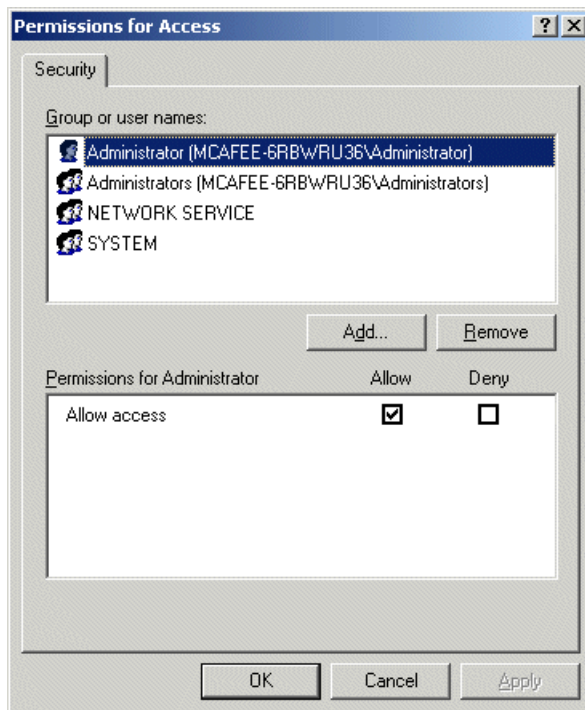 Permissions for Access
Security
Group or user names:
Administrator (MCAFEE-6RBWRU36\Administrator)
Administrators (MCAFEE-6RBWRU36\Administrators)
NETWORK SERVICE
SYSTEM
Add... Remove
Permissions for Administrator Allow Deny
Allow access
OK Cancel Apply